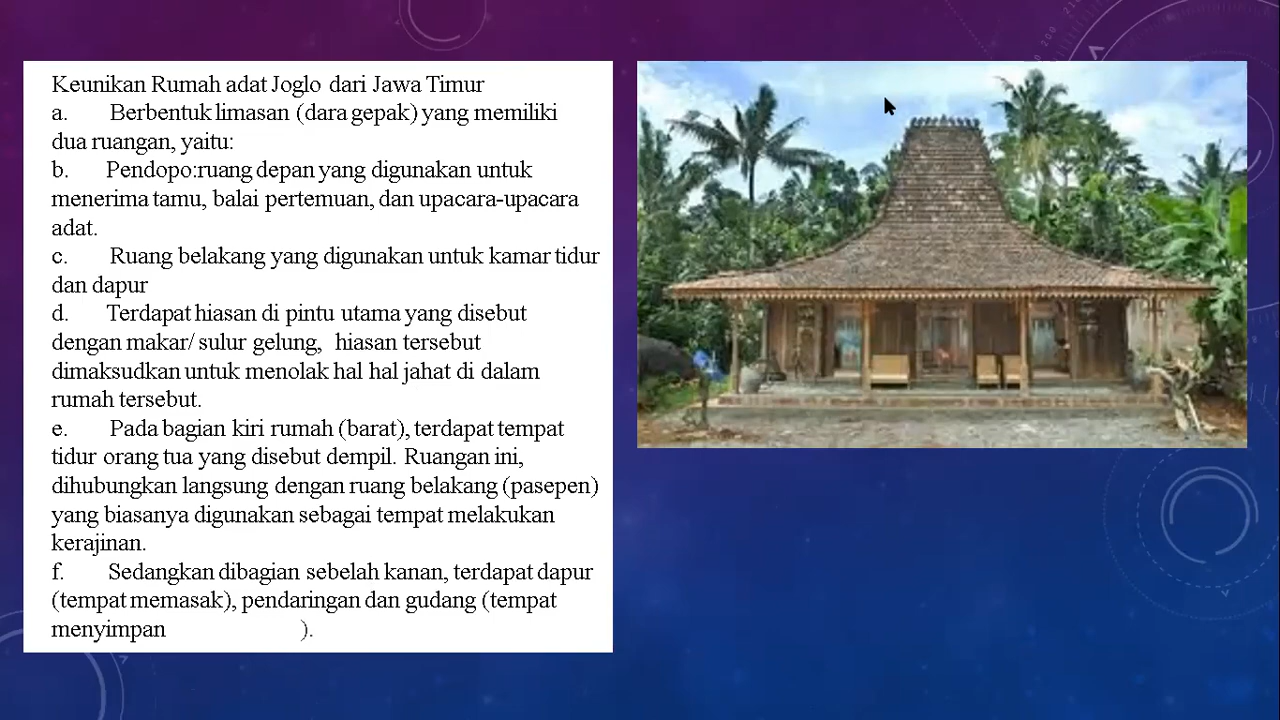 Keunikan Rumah adat Joglo dari Jawa Timur
a. Berbentuk limasan (dara gepak) yang memiliki
dua ruangan, yaitu:
b. Pendopo:ruang depan yang digunakan untuk
menerima tamu, balai pertemuan, dan upacara-upacara
adat.
c. Ruang belakang yang digunakan untuk kamar tidur
dan dapur
d. Terdapat hiasan di pintu utama yang disebut
dengan makar/ sulur gelung, hiasan tersebut
dimaksudkan untuk menolak hal hal jahat di dalam
rumah tersebut.
e. Pada bagian kiri rumah (barat), terdapat tempat
tidur orang tua yang disebut dempil. Ruangan ini,
dihubungkan langsung dengan ruang belakang (pasepen)
yang biasanya digunakan sebagai tempat melakukan
kerajinan.
f. Sedangkan dibagian sebelah kanan, terdapat dapur
(tempat memasak), pendaringan dan gudang (tempat
menyimpan ).
200